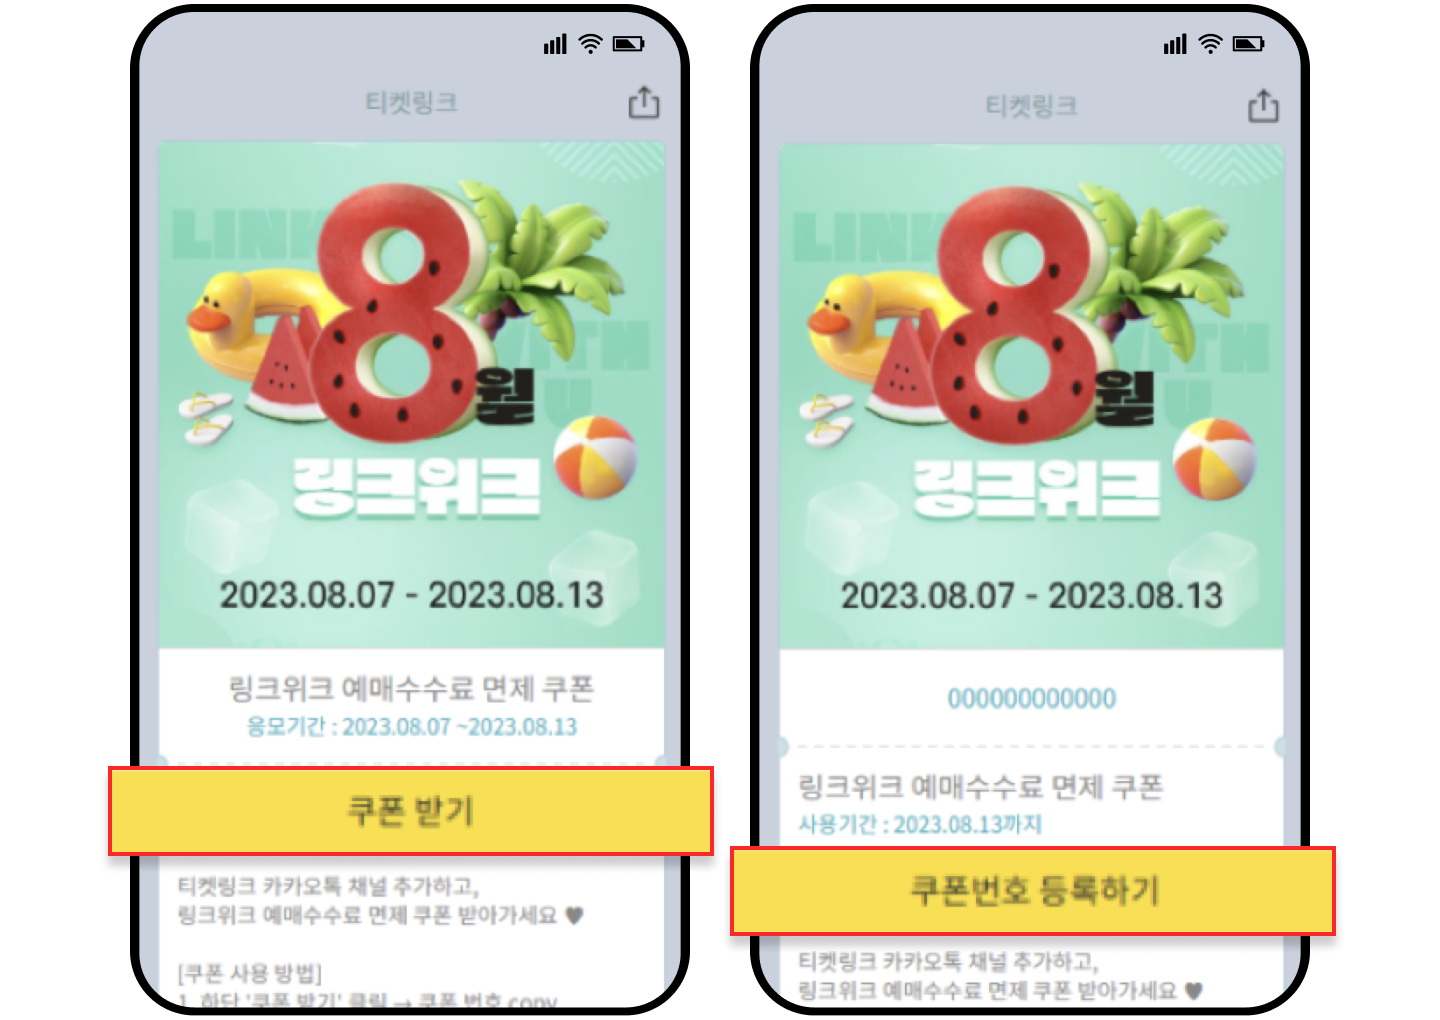 티켓링크
LINK
WITH
U
8월
링크위크
2023.08.07 - 2023.08.13
링크위크 예매수수료 면제 쿠폰
응모기간 : 2023.08.07 ~2023.08.13
쿠폰 받기
티켓링크 카카오톡 채널 추가하고,
링크위크 예매수수료 면제 쿠폰 받아가세요 ♥
[쿠폰 사용 방법]
1. 하단 '쿠폰 받기' 클릭 → 쿠폰 번호 copy
티켓링크
LINK
WITH
U
8월
링크위크
2023.08.07 - 2023.08.13
000000000000
링크위크 예매수수료 면제 쿠폰
사용기간 : 2023.08.13까지
쿠폰번호 등록하기
티켓링크 카카오톡 채널 추가하고,
링크위크 예매수수료 면제 쿠폰 받아가세요 ♥